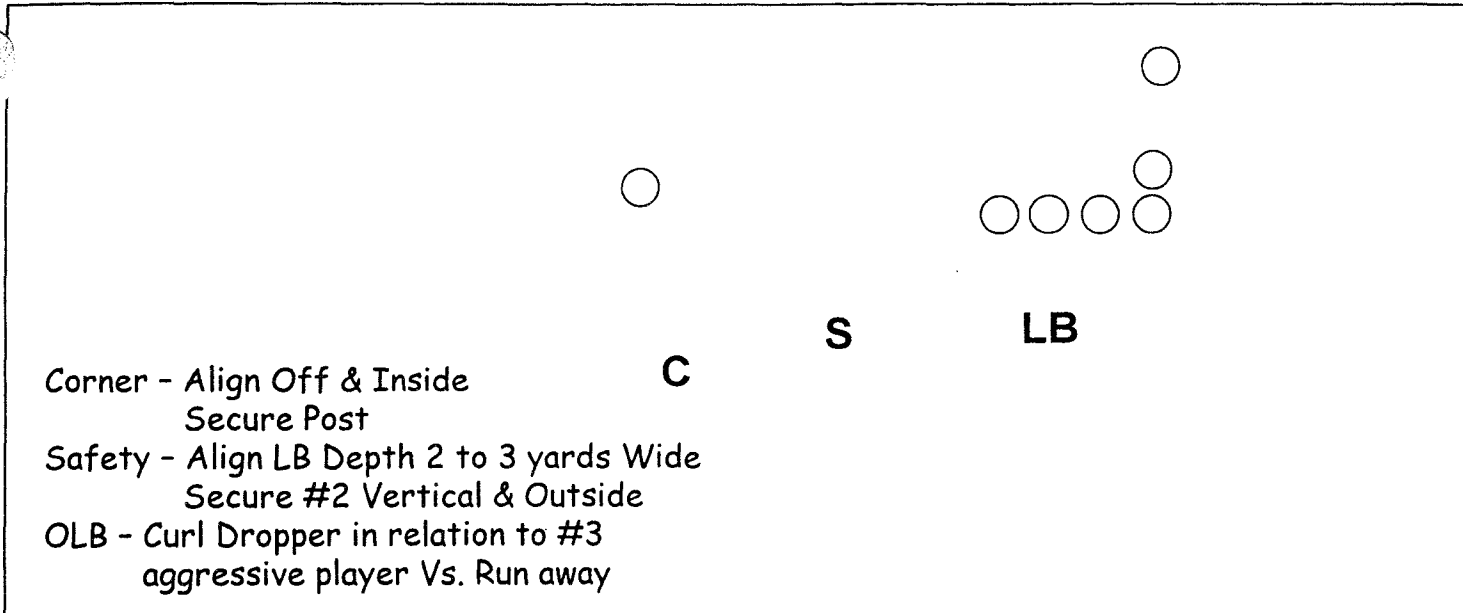 S
LB
C
Corner – Align Off & Inside
Secure Post
Safety – Align LB Depth 2 to 3 yards Wide
Secure #2 Vertical & Outside
OLB – Curl Dropper in relation to #3
aggressive player Vs. Run away